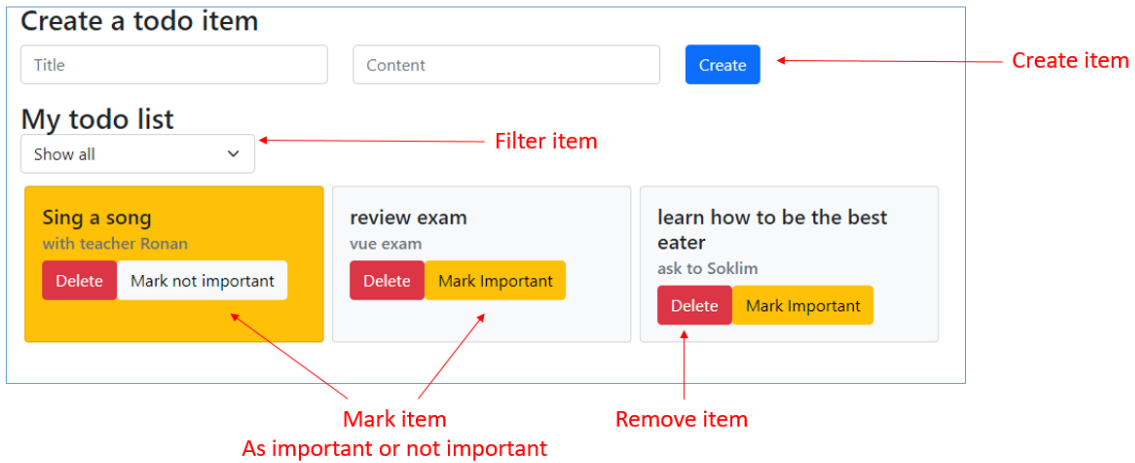 Create a todo item
Title
Content
Create
Create item
My todo list
Filter item
Show all
Sing a song
with teacher Ronan
Delete
Mark not important
review exam
vue exam
Delete
Mark Important
learn how to be the best
eater
ask to Soklim
Delete
Mark Important
Mark item
As important or not important
Remove item